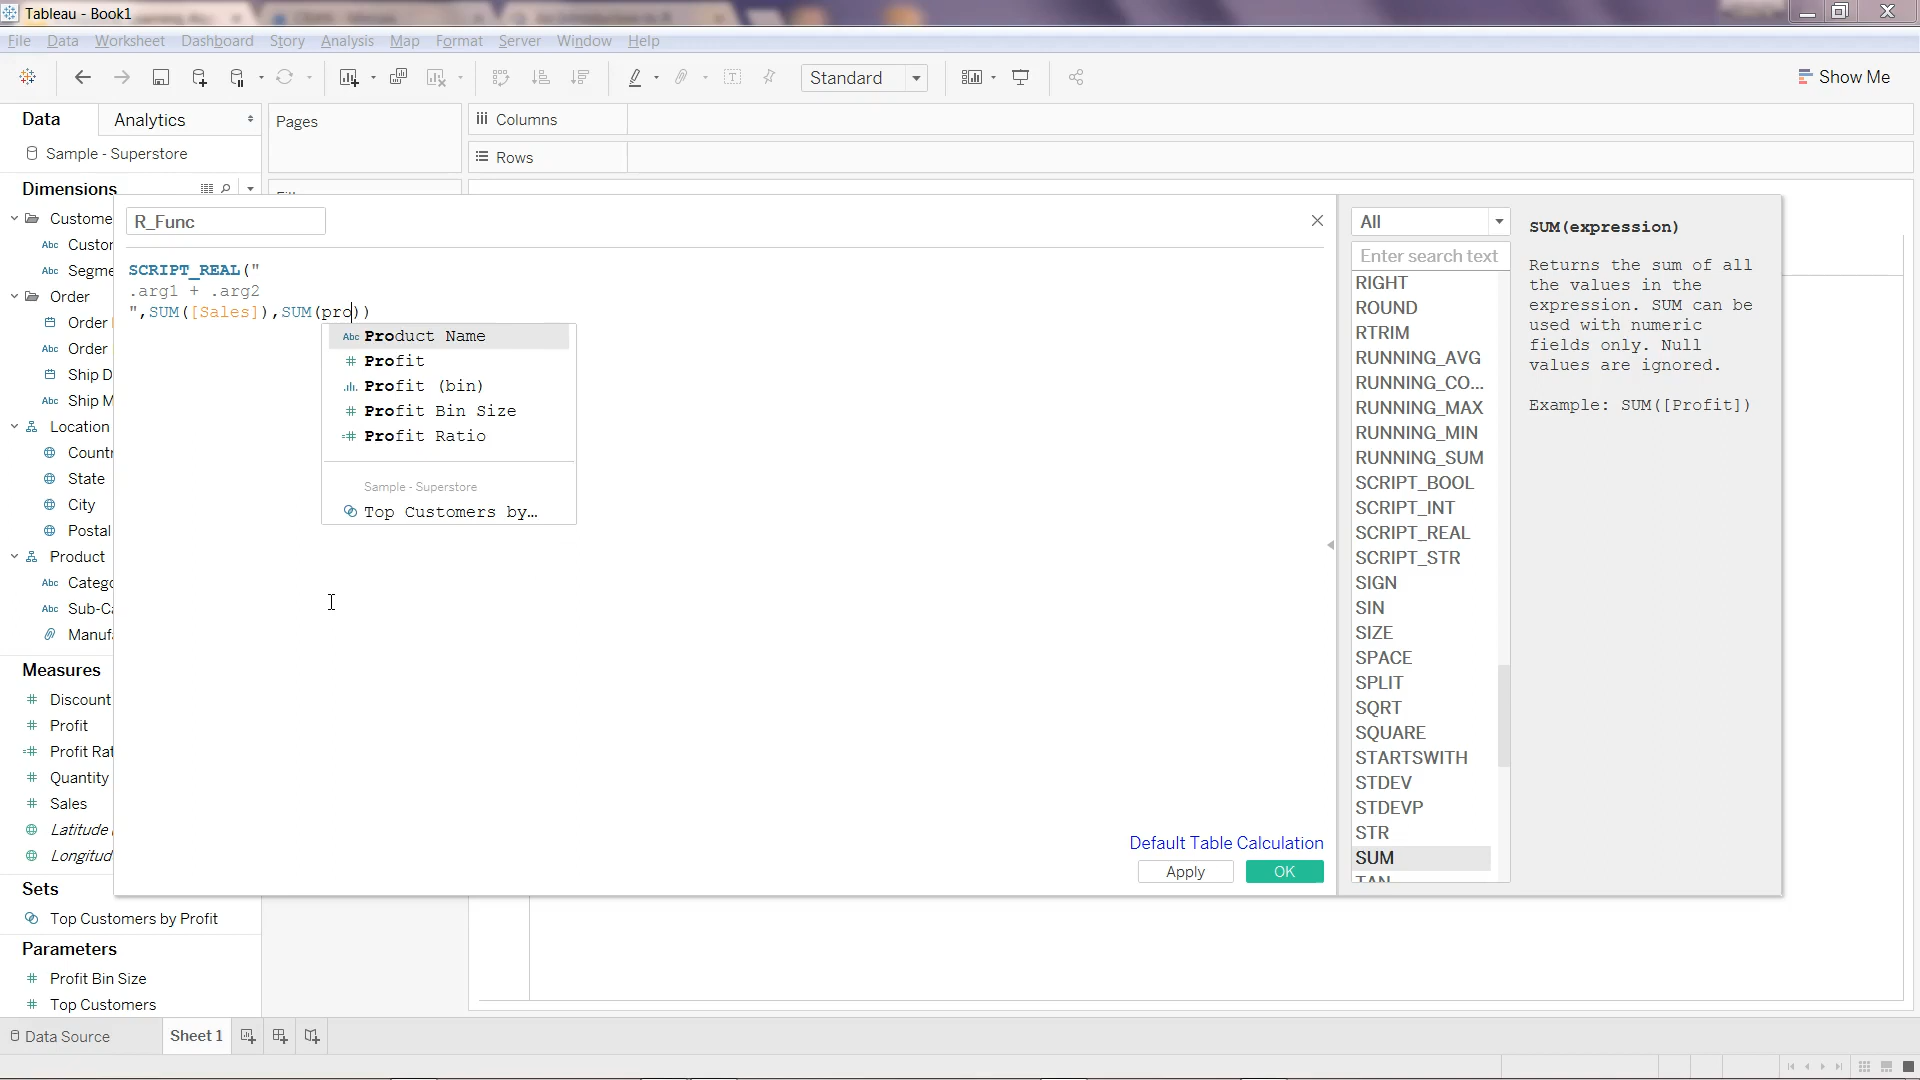 Tableau - Book1
File Data Worksheet Dashboard Story Analysis Map Format Server Window Help
Standard
Show Me
Data
Analytics
Pages
Columns
Sample - Superstore
Rows
Dimensions
Custome
Custor
Segme
Order
Order
Order
Ship D
Ship M
Location
Countr
State
City
Postal
Product
Catego
Sub-Ca
Manufa
Measures
Discount
Profit
Profit Rat
Quantity
Sales
Latitude
Longitud
Sets
Top Customers by Profit
Parameters
Profit Bin Size
Top Customers
R_Func
SCRIPT_REAL("
.arg1 + .arg2
",SUM([Sales]),SUM(pro))
Abc Product Name
Profit
Profit (bin)
Profit Bin Size
Profit Ratio
Sample - Superstore
Top Customers by...
Default Table Calculation
Apply
OK
All
Enter search text
RIGHT
ROUND
RTRIM
RUNNING_AVG
RUNNING_CO...
RUNNING_MAX
RUNNING_MIN
RUNNING_SUM
SCRIPT_BOOL
SCRIPT_INT
SCRIPT_REAL
SCRIPT_STR
SIGN
SIN
SIZE
SPACE
SPLIT
SQRT
SQUARE
STARTSWITH
STDEV
STDEVP
STR
SUM
TAN
SUM(expression)
Returns the sum of all
the values in the
expression. SUM can be
used with numeric
fields only. Null
values are ignored.
Example: SUM([Profit])
Data Source
Sheet 1